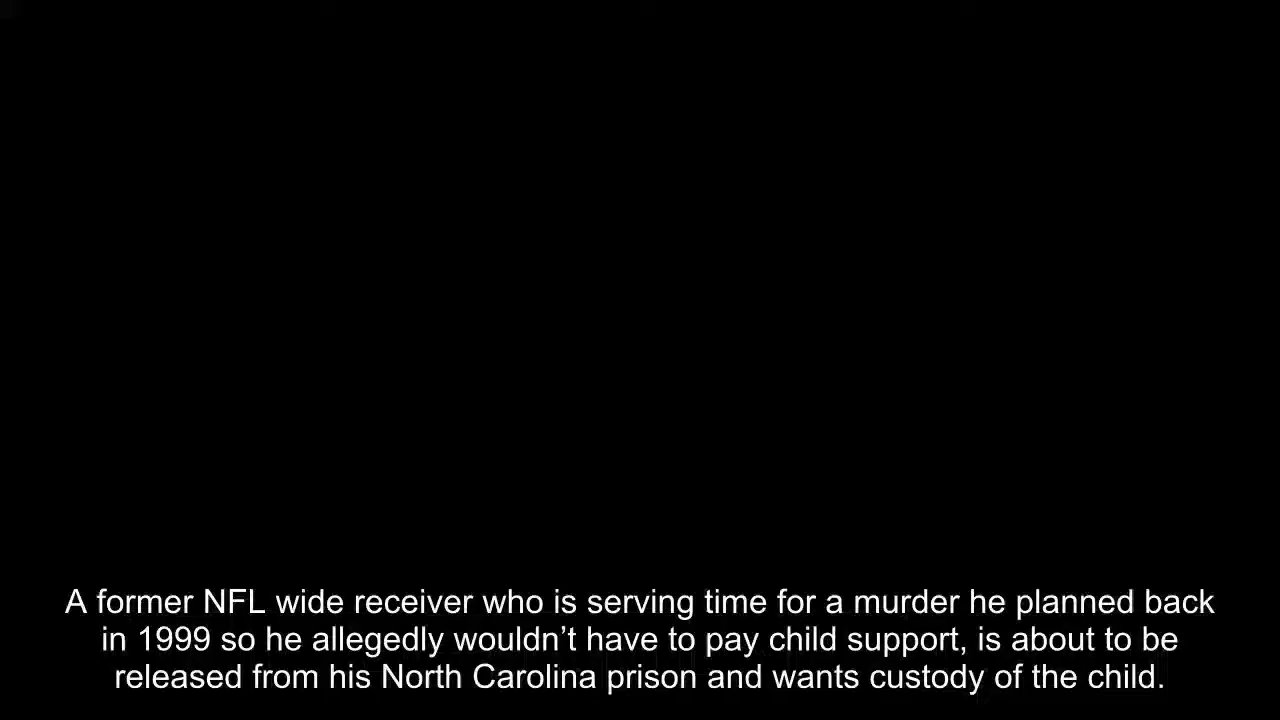 A former NFL wide receiver who is serving time for a murder he planned back
in 1999 so he allegedly wouldn’t have to pay child support, is about to be
released from his North Carolina prison and wants custody of the child.